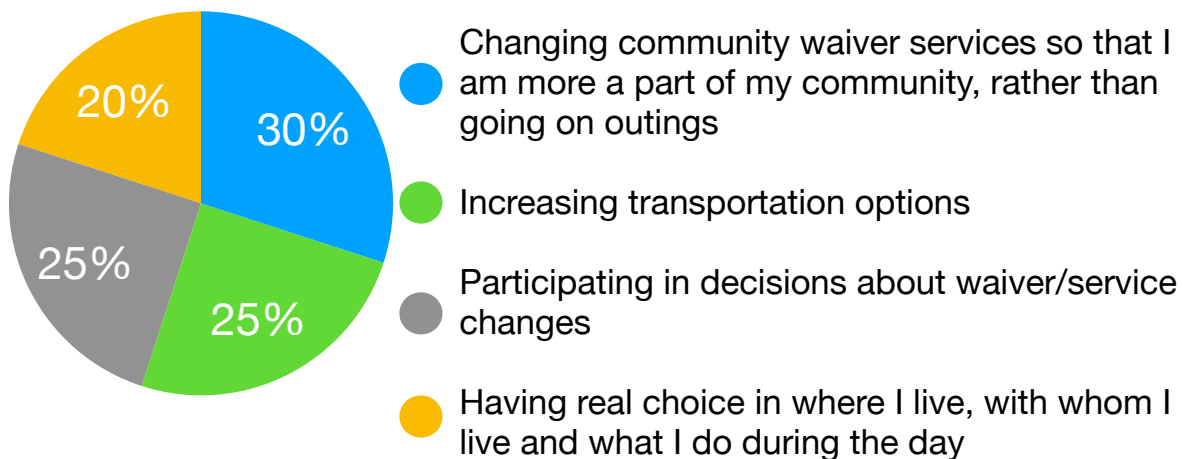 20%
30%
25%
25%
Changing community waiver services so that I
am more a part of my community, rather than
going on outings
Increasing transportation options
Participating in decisions about waiver/service
changes
Having real choice in where I live, with whom I
live and what I do during the day